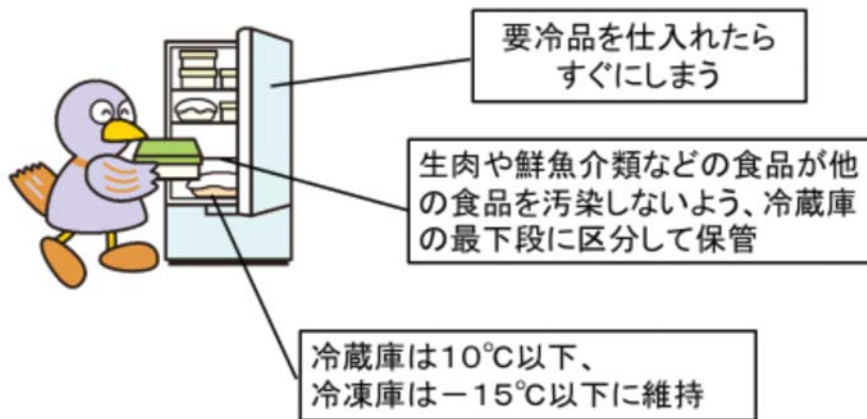 要冷品を仕入れたら
すぐにしまう
生肉や鮮魚介類などの食品が他
の食品を汚染しないよう、冷蔵庫
の最下段に区分して保管
冷蔵庫は10℃以下、
冷凍庫は－15℃以下に維持